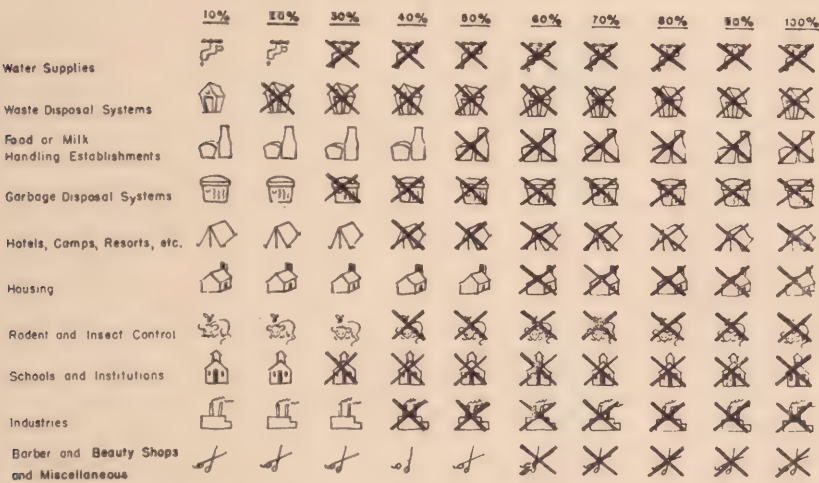 10% 20% 30% 40% 50% 60% 70% 80% 90% 100%
Water Supplies
Waste Disposal Systems
Food or Milk
Handling Establishments
Garbage Disposal Systems
Hotels, Camps, Resorts, etc.
Housing
Rodent and Insect Control
Schools and Institutions
Industries
Barber and Beauty Shops
and Miscellaneous